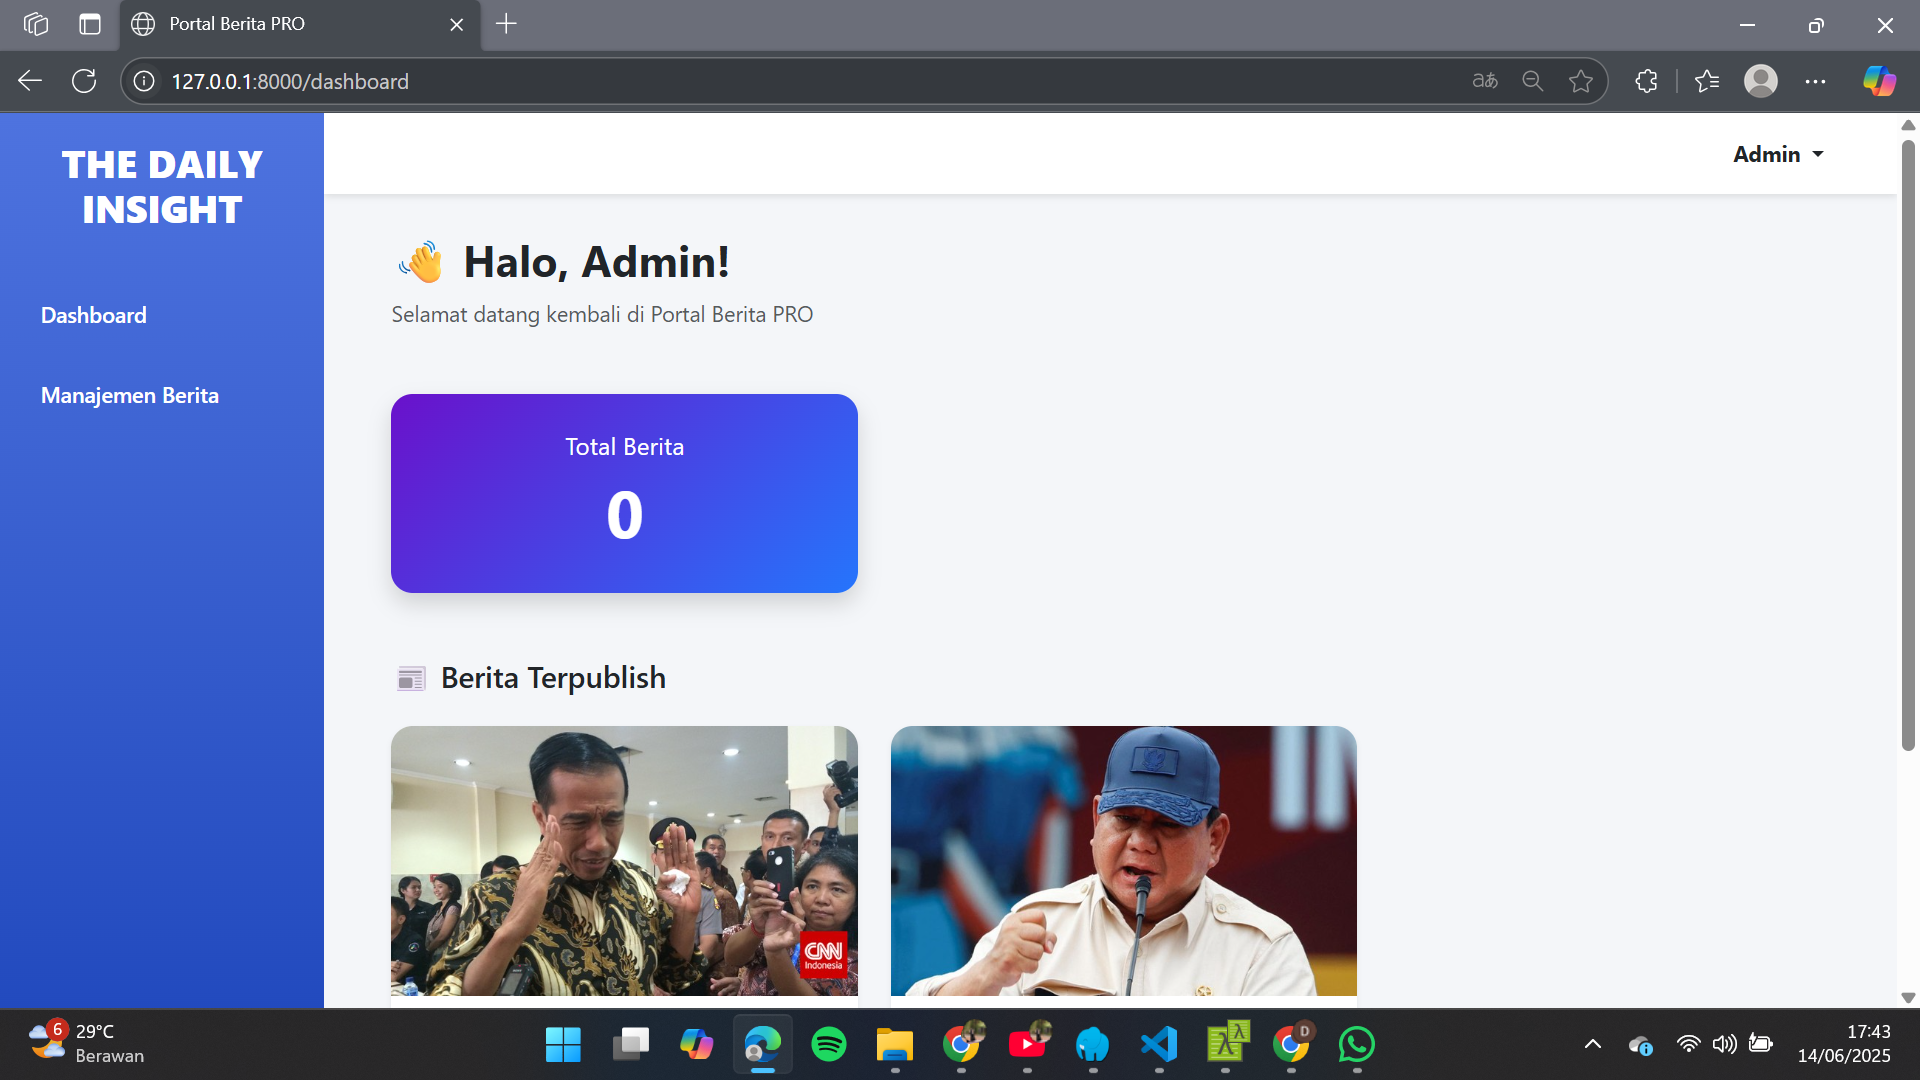 Portal Berita PRO
127.0.0.1:8000/dashboard
aあ
THE DAILY
INSIGHT
Dashboard
Manajemen Berita
Admin
👋 Halo, Admin!
Selamat datang kembali di Portal Berita PRO
Total Berita
0
📰 Berita Terpublish
CNN
Indonesia
6
29°C
Berawan
D
17:43
14/06/2025